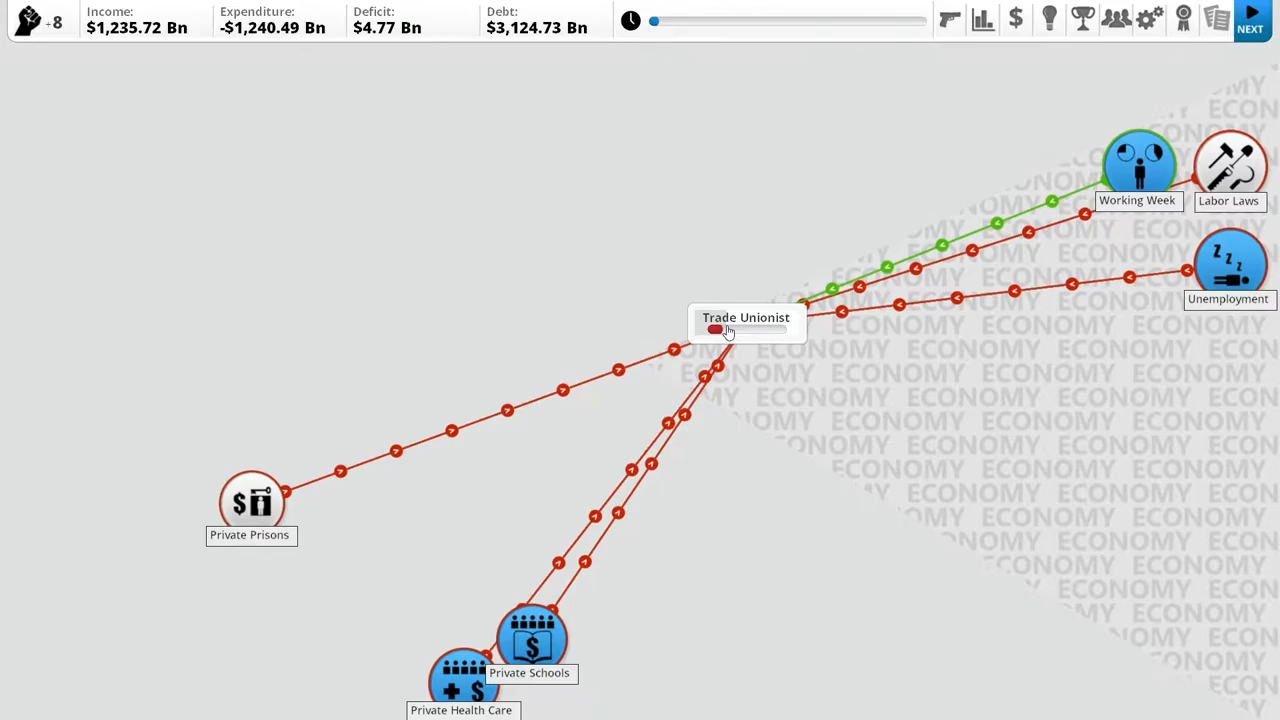 +8
Income:
$1,235.72 Bn
Expenditure:
-$1,240.49 Bn
Deficit:
$4.77 Bn
Debt:
$3,124.73 Bn
NEXT
Working Week
Labor Laws
Unemployment
Trade Unionist
Private Prisons
Private Schools
Private Health Care
ECONOMY